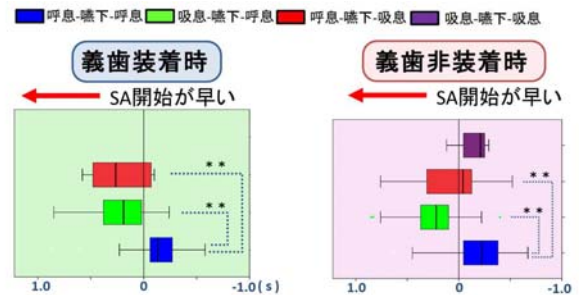 呼息-嚥下-呼息 吸息-嚥下-呼息 呼息-嚥下-吸息 吸息-嚥下-吸息
義歯装着時
SA開始が早い
**
**
1.0 0 -1.0(s)
義歯非装着時
SA開始が早い
**
**
1.0 0 -1.0